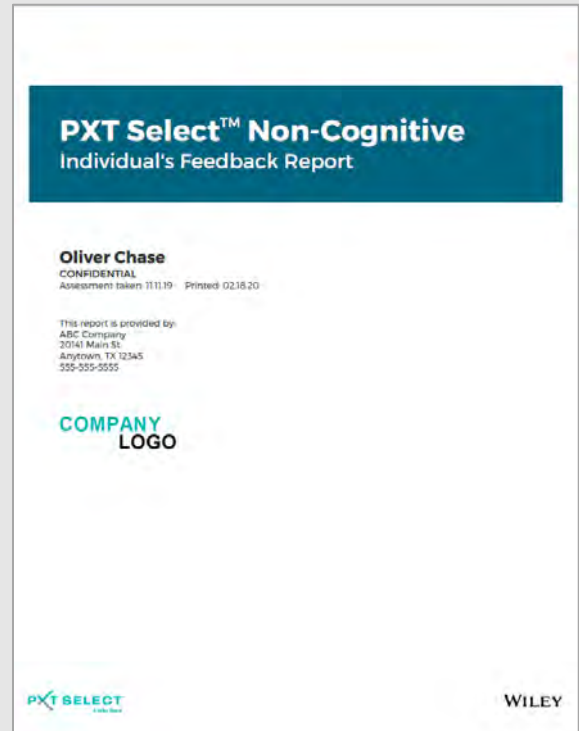 PXT Select™ Non-Cognitive
Individual's Feedback Report
Oliver Chase
CONFIDENTIAL
Assessment taken: 11.11.19 Printed: 02.18.20
This report is provided by:
ABC Company
20141 Main St.
Anytown, TX 12345
555-555-5555
COMPANY
LOGO
PXT SELECT
WILEY